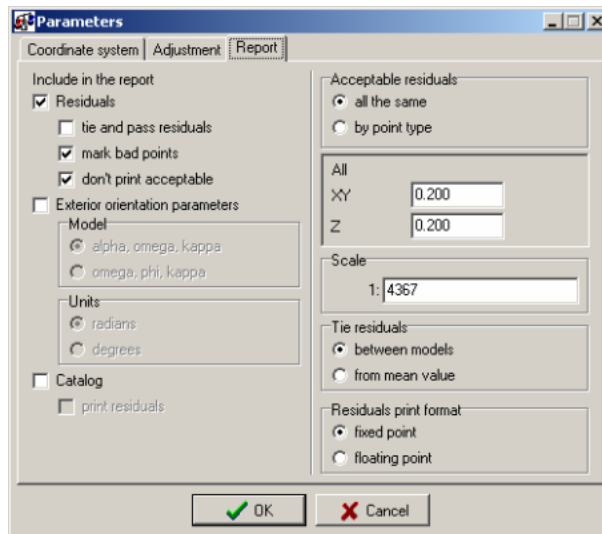 Parameters
Coordinate system Adjustment Report
Include in the report
Residuals
tie and pass residuals
mark bad points
don't print acceptable
Exterior orientation parameters
Model
alpha, omega, kappa
omega, phi, kappa
Units
radians
degrees
Catalog
print residuals
Acceptable residuals
all the same
by point type
All
XY 0.200
Z 0.200
Scale
1: 4367
Tie residuals
between models
from mean value
Residuals print format
fixed point
floating point
OK Cancel